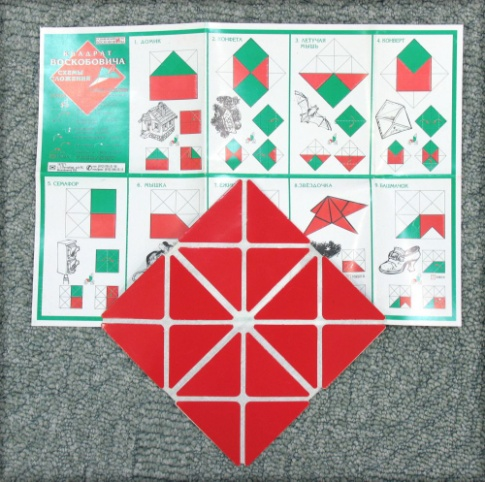 КВАДРАТ
ВОСКОБОВИЧА
СХЕМЫ
СЛОЖЕНИЯ
1. ДОМИК
2. КОНФЕТА
3. ЛЕТУЧАЯ
МЫШЬ
4. КОНВЕРТ
5. СЕМАФОР
6. МЫШКА
8. ЗВЁЗДОЧКА
9. БАШМАЧОК